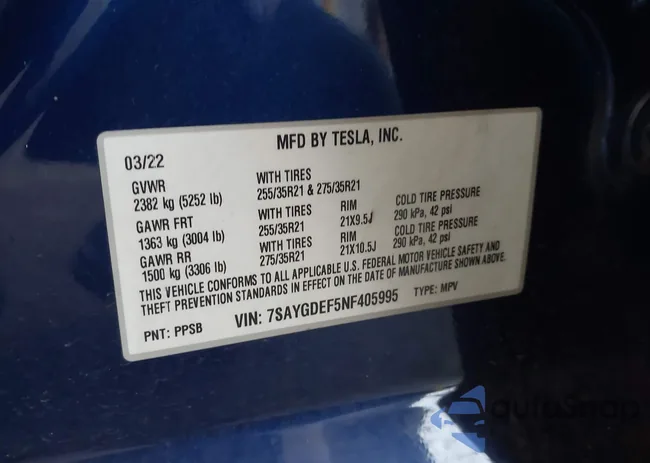 MFD BY TESLA, INC.
03/22
GVWR WITH TIRES
2382 kg (5252 lb) 255/35R21 & 275/35R21
GAWR FRT WITH TIRES RIM COLD TIRE PRESSURE
1363 kg (3004 lb) 255/35R21 21X9.5J 290 kPa, 42 psi
GAWR RR WITH TIRES RIM COLD TIRE PRESSURE
1500 kg (3306 lb) 275/35R21 21X10.5J 290 kPa, 42 psi
THIS VEHICLE CONFORMS TO ALL APPLICABLE U.S. FEDERAL MOTOR VEHICLE SAFETY AND
THEFT PREVENTION STANDARDS IN EFFECT ON THE DATE OF MANUFACTURE SHOWN ABOVE.
PNT: PPSB VIN: 7SAYGDEF5NF405995 TYPE: MPV
autoSnap